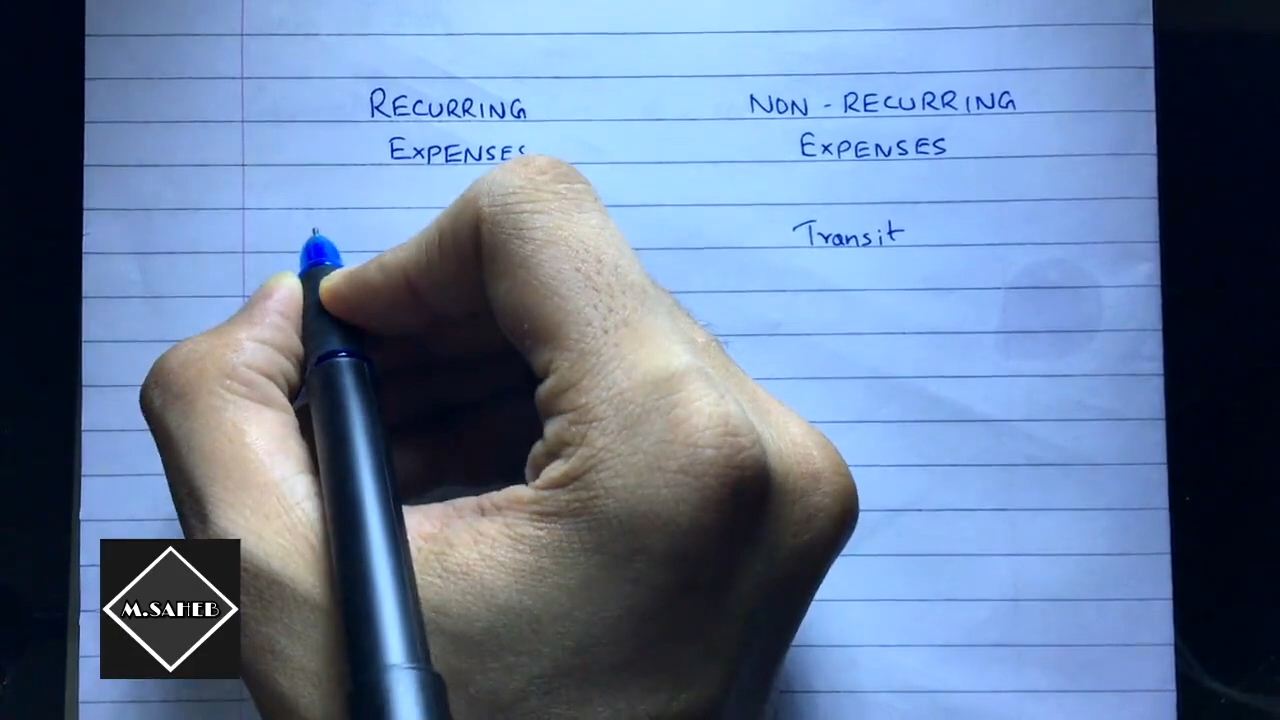 RECURRING
EXPENSES
NON - RECURRING
EXPENSES
Transit
M.SAHEB